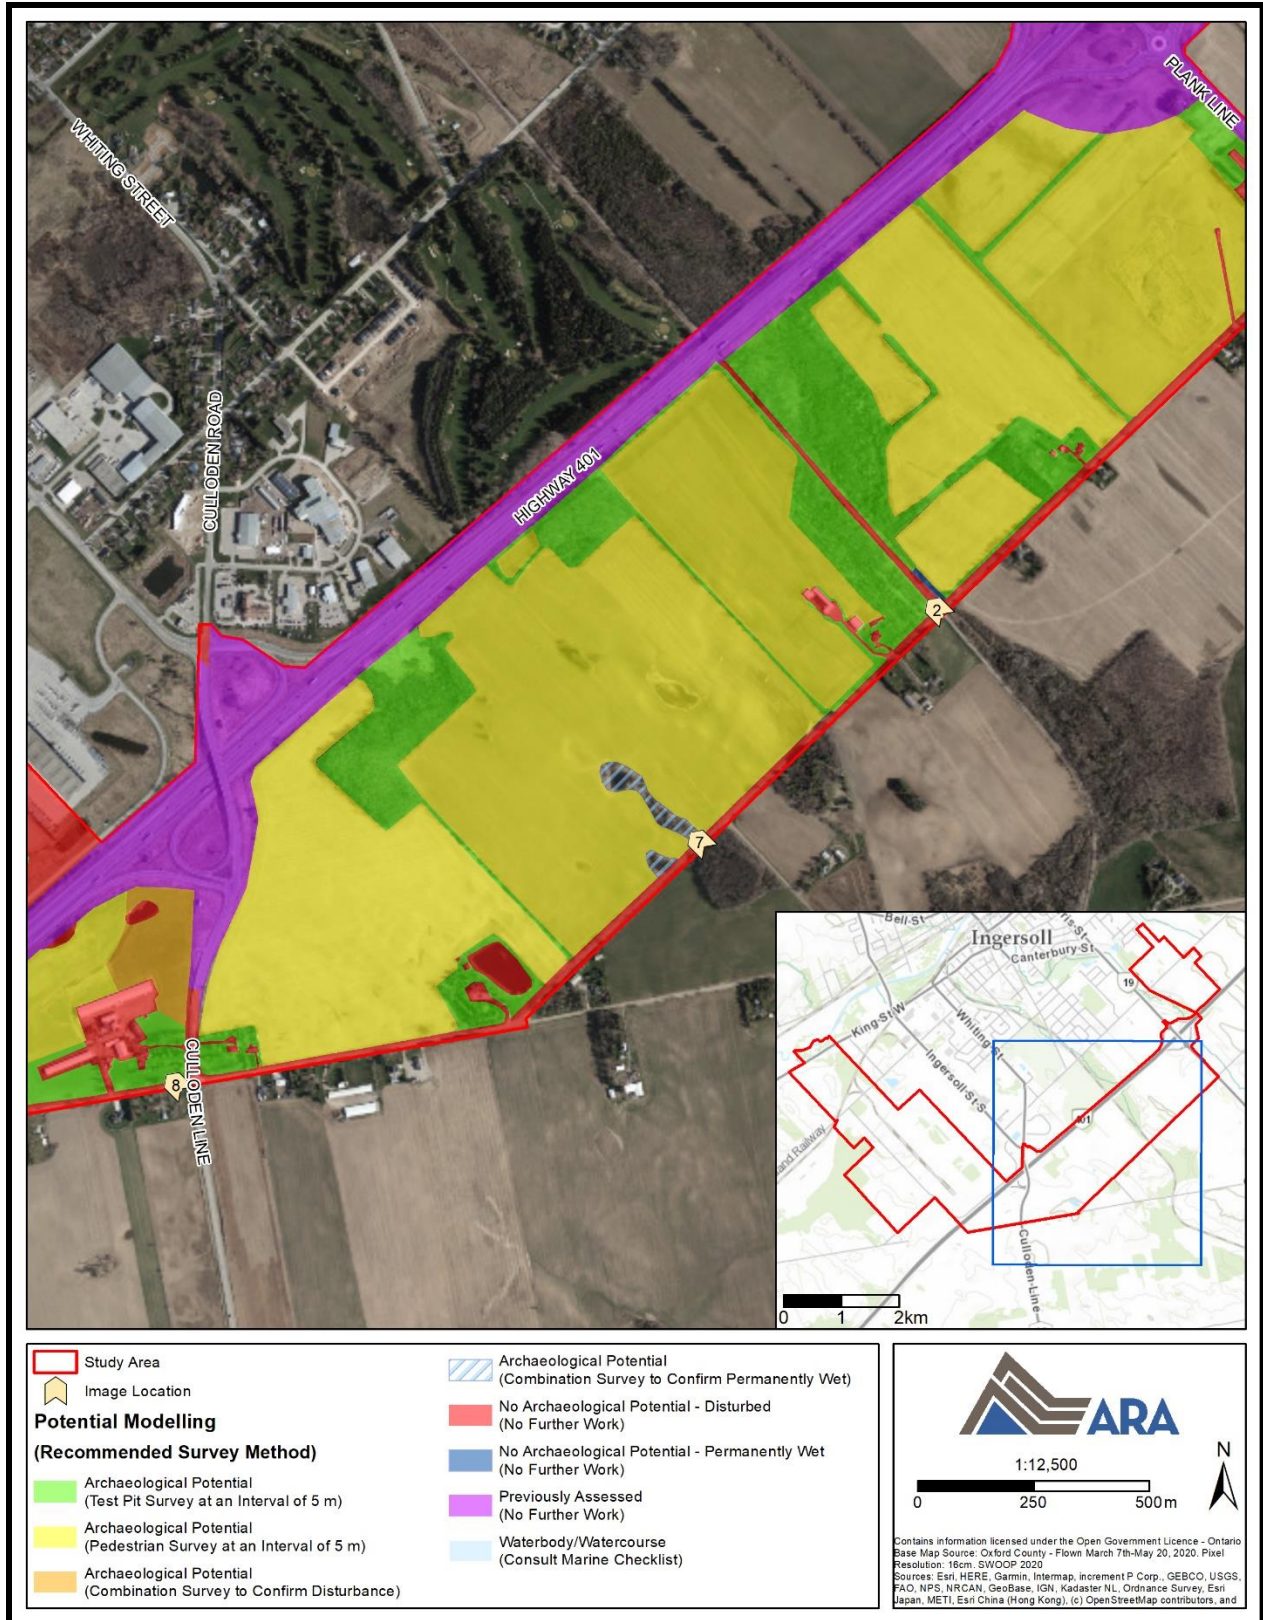 PLANK LINE
WHITING STREET
CULLODEN ROAD
HIGHWAY 401
2
7
8
CULLODEN LINE
Bell-St
Ingersoll
Canterbury-St
19
King-St-W
Whiting-St
Ingersoll-St-S
401
Culloden-Line
0 1 2km
Study Area
Image Location
Potential Modelling
(Recommended Survey Method)
Archaeological Potential
(Test Pit Survey at an Interval of 5 m)
Archaeological Potential
(Pedestrian Survey at an Interval of 5 m)
Archaeological Potential
(Combination Survey to Confirm Disturbance)
Archaeological Potential
(Combination Survey to Confirm Permanently Wet)
No Archaeological Potential - Disturbed
(No Further Work)
No Archaeological Potential - Permanently Wet
(No Further Work)
Previously Assessed
(No Further Work)
Waterbody/Watercourse
(Consult Marine Checklist)
ARA
1:12,500
N
0 250 500 m
Contains information licensed under the Open Government Licence - Ontario
Base Map Source: Oxford County - Flown March 7th-May 20, 2020. Pixel
Resolution: 16cm. SWOOP 2020
Sources: Esri, HERE, Garmin, Intermap, increment P Corp., GEBCO, USGS,
FAO, NPS, NRCAN, GeoBase, IGN, Kadaster NL, Ordnance Survey, Esri
Japan, METI, Esri China (Hong Kong), (c) OpenStreetMap contributors, and